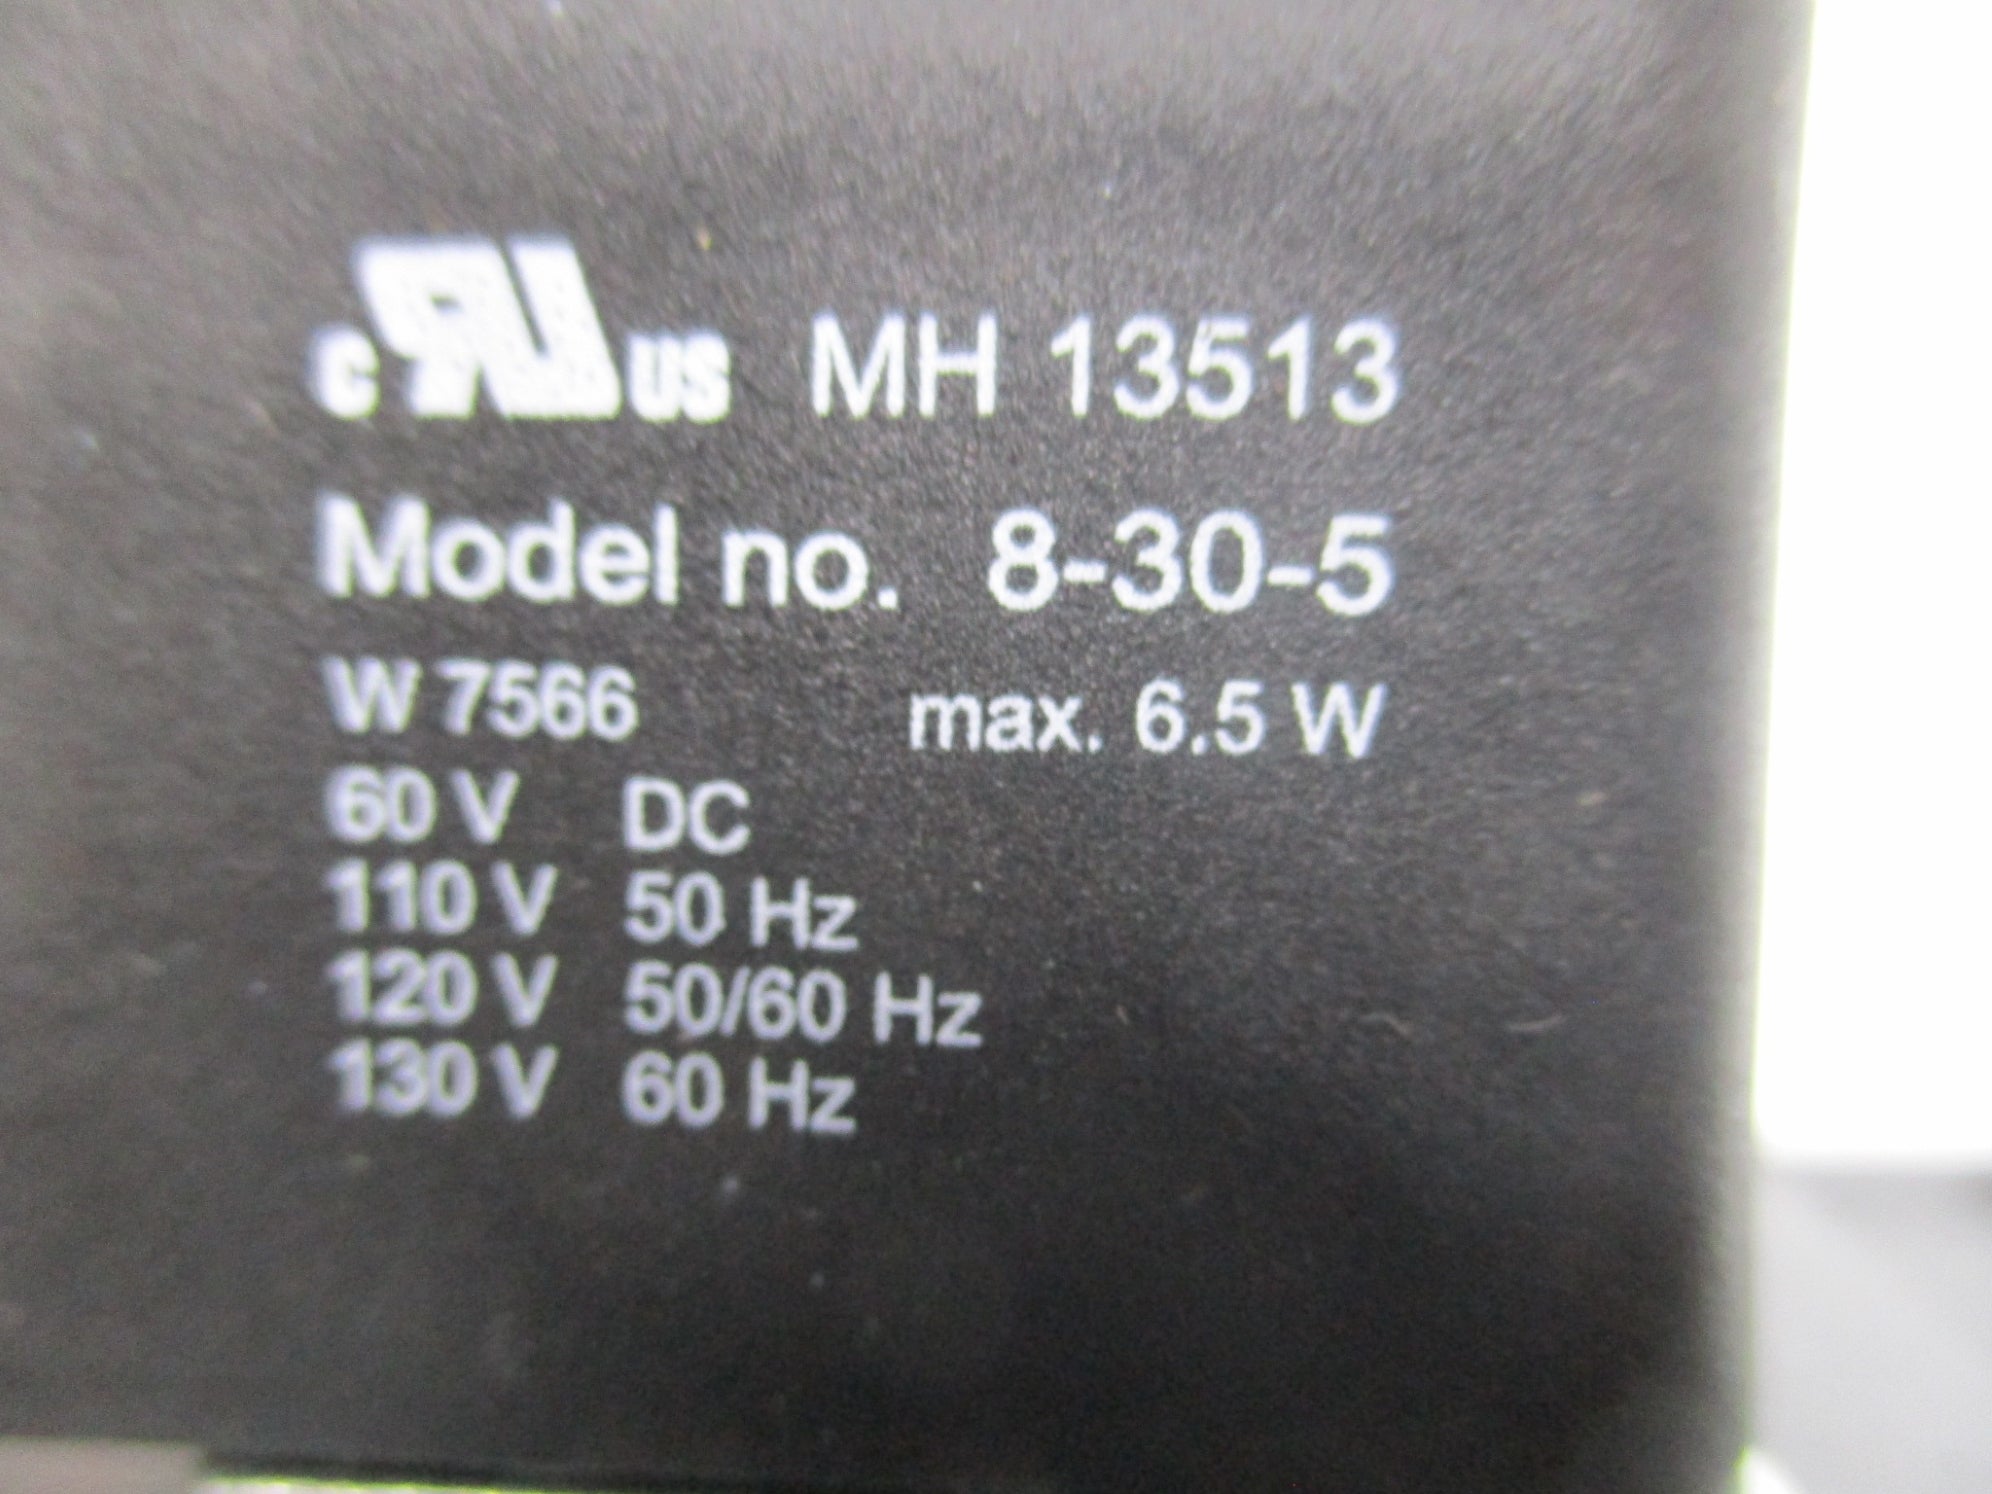 c RU US MH 13513
Model no. 8-30-5
W 7566 max. 6.5 W
60 V DC
110 V 50 Hz
120 V 50/60 Hz
130 V 60 Hz